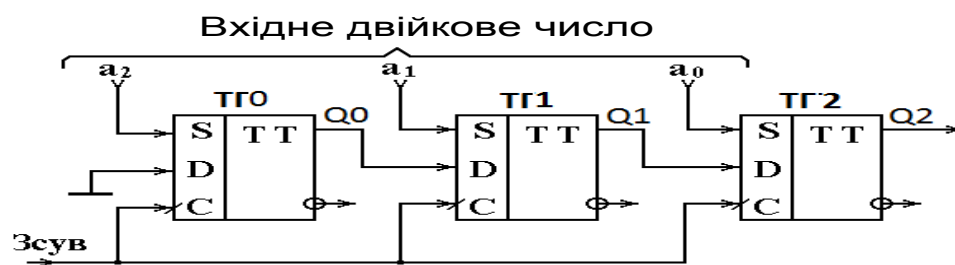 Вхідне двійкове число
a2 a1 a0
ТГ0 ТГ1 ТГ2
S TT Q0 S TT Q1 S TT Q2
D D D
C C C
Зсув